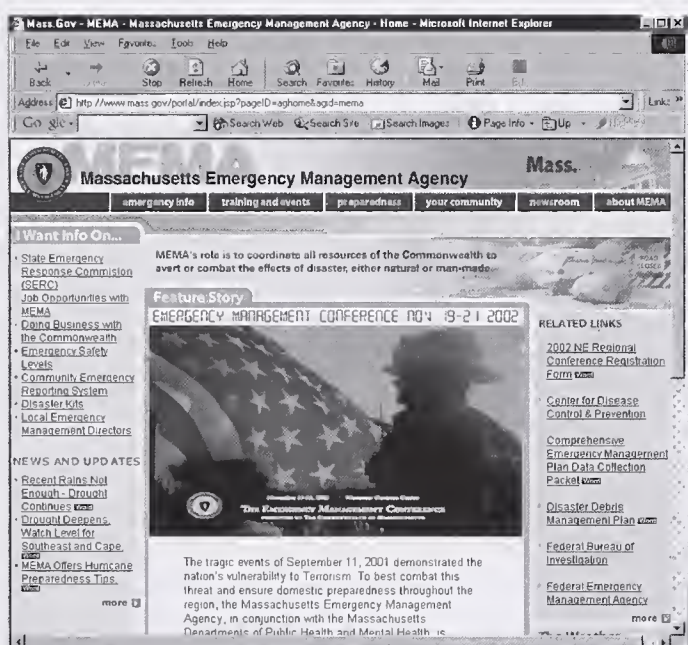 Mass.Gov - MEMA - Massachusetts Emergency Management Agency - Home - Microsoft Internet Explorer
File Edit View Favorites Tools Help
Back Stop Refresh Home Search Favorites History Mail Print Edit
Address http://www.mass.gov/portal/index.jsp?pageID=aghome&agid=mema Links »
Google Search Web Search Site Search Images Page Info Up
MEMA
Massachusetts Emergency Management Agency
Mass.
emergency info training and events preparedness your community newsroom about MEMA
I Want Info On...
• State Emergency
Response Commision
(SERC)
Job Opportunities with
MEMA
• Doing Business with
the Commonwealth
• Emergency Safety
Levels
• Community Emergency
Reporting System
• Disaster Kits
• Local Emergency
Management Directors
NEWS AND UPDATES
• Recent Rains Not
Enough - Drought
Continues Word
• Drought Deepens,
Watch Level for
Southeast and Cape.
Word
• MEMA Offers Hurricane
Preparedness Tips.
Word
more
MEMA's role is to coordinate all resources of the Commonwealth to
avert or combat the effects of disaster, either natural or man-made.
ROAD
CLOSED
Feature Story
EMERGENCY MANAGEMENT CONFERENCE NOV 19-21 2002
THE EMERGENCY MANAGEMENT CONFERENCE
The tragic events of September 11, 2001 demonstrated the
nation's vulnerability to Terrorism. To best combat this
threat and ensure domestic preparedness throughout the
region, the Massachusetts Emergency Management
Agency, in conjunction with the Massachusetts
Departments of Public Health and Mental Health, is
RELATED LINKS
2002 NE Regional
Conference Registration
Form Word
• Center for Disease
Control & Prevention
Comprehensive
Emergency Management
Plan Data Collection
Packet Word
• Disaster Debris
Management Plan Word
• Federal Bureau of
Investigation
• Federal Emergency
Management Agency
more
The Weather